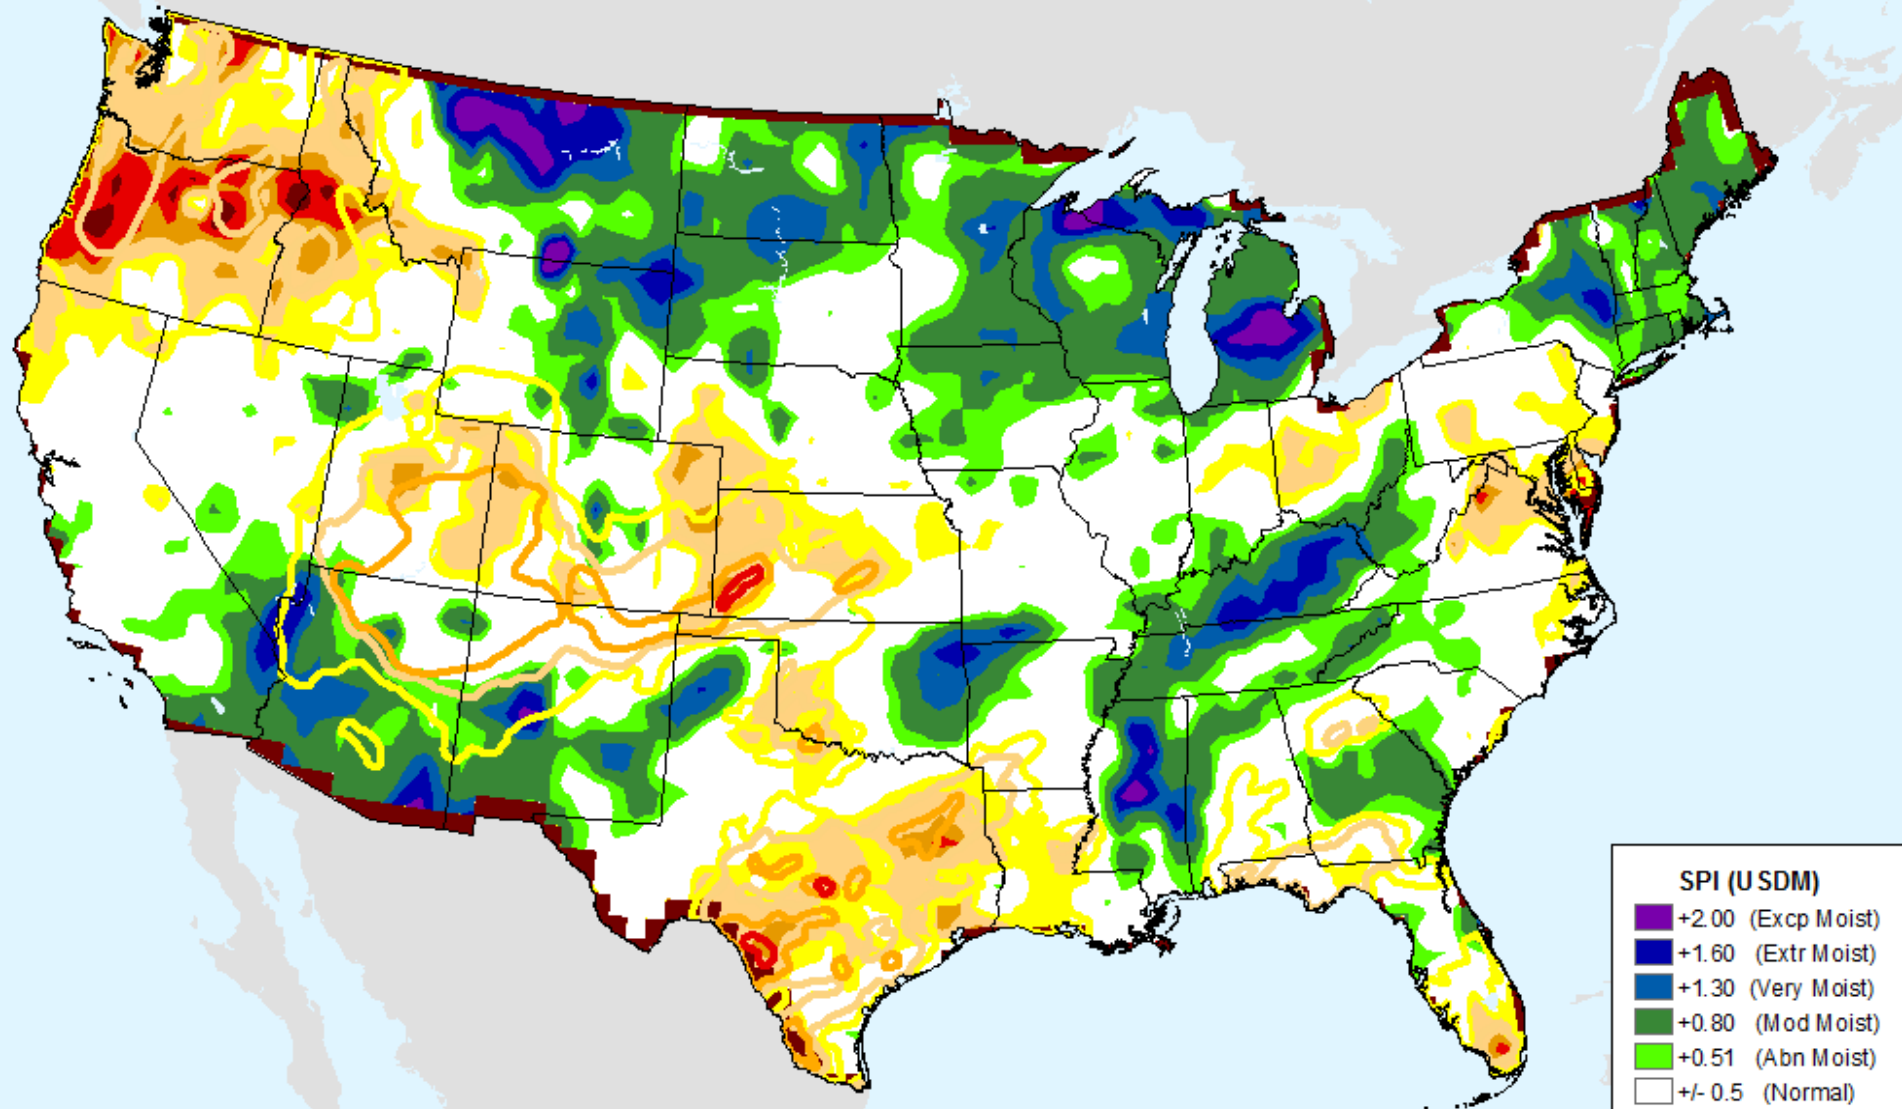 SPI (USDM)
+2.00 (Excp Moist)
+1.60 (Extr Moist)
+1.30 (Very Moist)
+0.80 (Mod Moist)
+0.51 (Abn Moist)
+/- 0.5 (Normal)